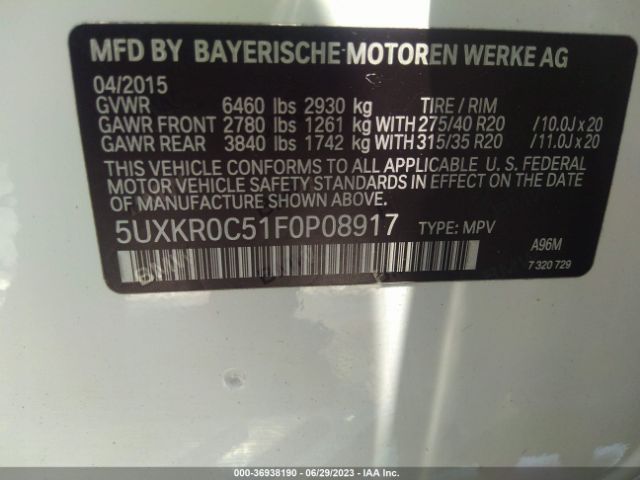 MFD BY BAYERISCHE MOTOREN WERKE AG
04/2015
GVWR 6460 lbs 2930 kg TIRE / RIM
GAWR FRONT 2780 lbs 1261 kg WITH 275/40 R20 /10.0J x 20
GAWR REAR 3840 lbs 1742 kg WITH 315/35 R20 /11.0J x 20
THIS VEHICLE CONFORMS TO ALL APPLICABLE U. S. FEDERAL
MOTOR VEHICLE SAFETY STANDARDS IN EFFECT ON THE DATE
OF MANUFACTURE SHOWN ABOVE.
5UXKR0C51F0P08917 TYPE: MPV
A96M
7 320 729
000-36938190 - 06/29/2023 - IAA Inc.